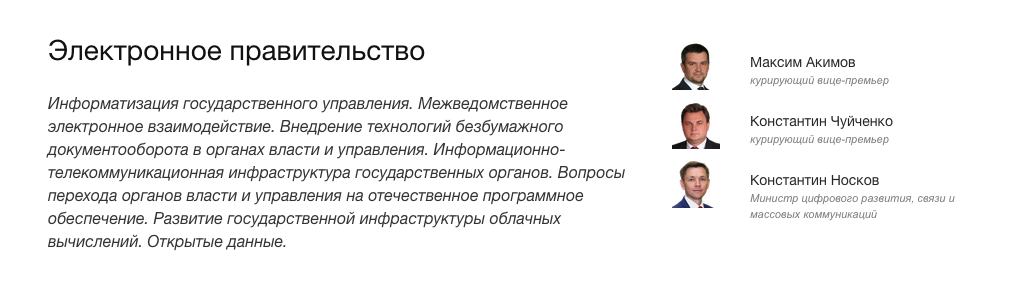 Электронное правительство
Информатизация государственного управления. Межведомственное
электронное взаимодействие. Внедрение технологий безбумажного
документооборота в органах власти и управления. Информационно-
телекоммуникационная инфраструктура государственных органов. Вопросы
перехода органов власти и управления на отечественное программное
обеспечение. Развитие государственной инфраструктуры облачных
вычислений. Открытые данные.
Максим Акимов
курирующий вице-премьер
Константин Чуйченко
курирующий вице-премьер
Константин Носков
Министр цифрового развития, связи и
массовых коммуникаций